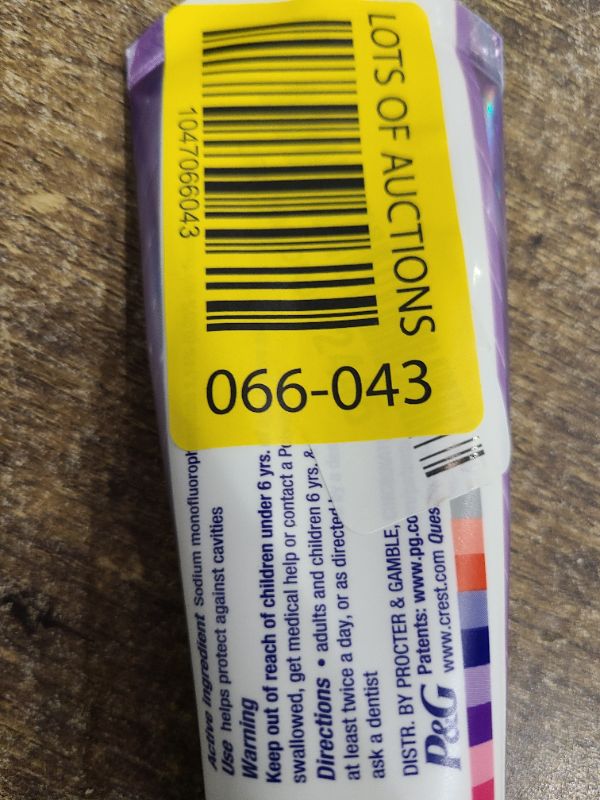 LOTS OF AUCTIONS
1047066043
066-043
Active ingredient Sodium
Use helps protect against cavities
Warning
Keep out of reach of children under 6 yrs.
swallowed, get medical help or contact a
Directions • adults and children 6 yrs. &
at least twice a day, or as directed
ask a dentist
DISTR. BY PROCTER & GAMBLE,
P&G Patents: www.pg.co
www.crest.com Ques